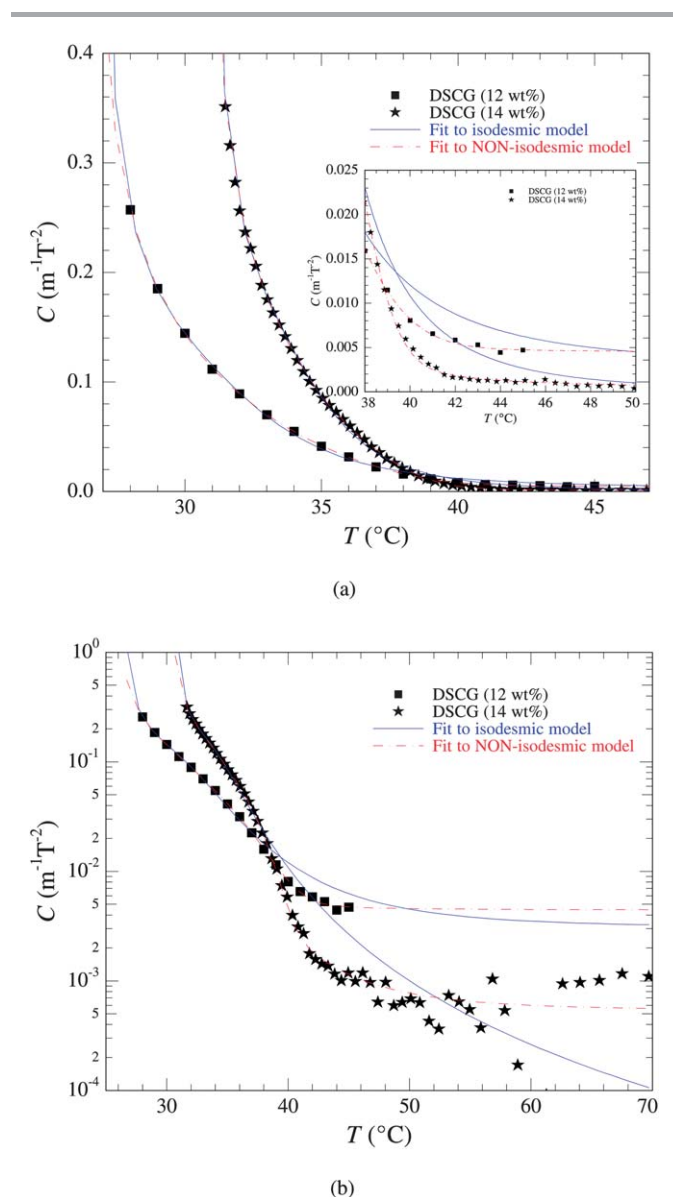 0.4
0.3
0.2
0.1
0.0
C (m⁻¹T⁻²)
DSCG (12 wt%)
DSCG (14 wt%)
Fit to isodesmic model
Fit to NON-isodesmic model
0.025
0.020
0.015
0.010
0.005
0.000
C (m⁻¹T⁻²)
DSCG (12 wt%)
DSCG (14 wt%)
38 40 42 44 46 48 50
T (°C)
30 35 40 45
T (°C)
(a)
10⁰
5
2
10⁻¹
5
2
10⁻²
5
2
10⁻³
5
2
10⁻⁴
C (m⁻¹T⁻²)
DSCG (12 wt%)
DSCG (14 wt%)
Fit to isodesmic model
Fit to NON-isodesmic model
30 40 50 60 70
T (°C)
(b)